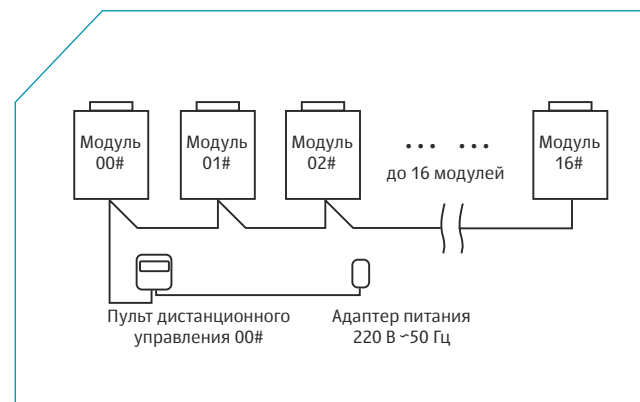 Модуль
00#
Модуль
01#
Модуль
02#
... ...
до 16 модулей
Модуль
16#
Пульт дистанционного
управления 00#
Адаптер питания
220 В ~50 Гц